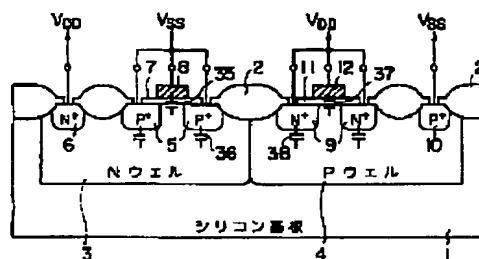 VDD VSS VDD VSS
7 8 35 2 11 12 37 2
N+ P+ P+ N+ N+ P+
6 5 36 38 9 10
Nウェル Pウェル
シリコン基板
3 4 1